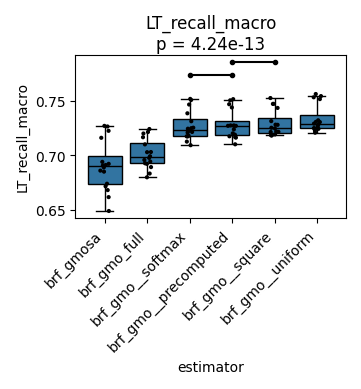 LT_recall_macro
p = 4.24e-13
LT_recall_macro
0.75
0.70
0.65
brf_gmosa
brf_gmo_full
brf_gmo__softmax
brf_gmo__precomputed
brf_gmo__square
brf_gmo__uniform
estimator